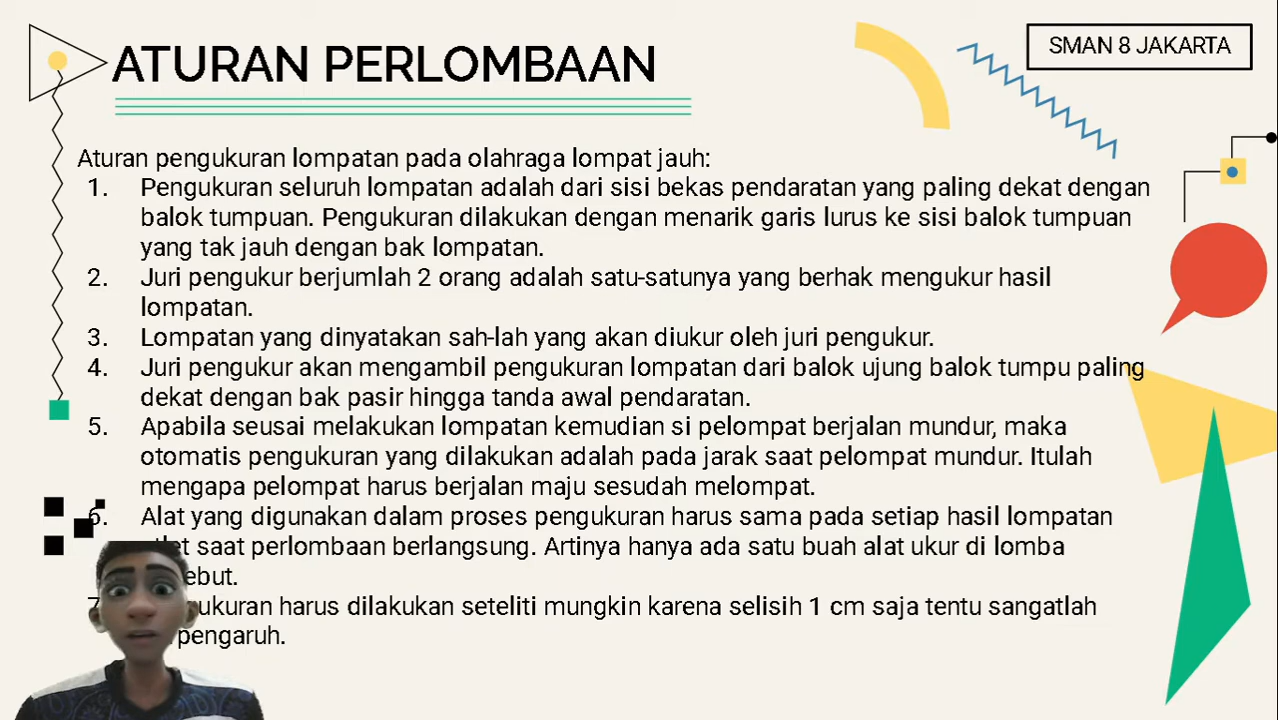 ATURAN PERLOMBAAN
SMAN 8 JAKARTA
Aturan pengukuran lompatan pada olahraga lompat jauh:
1. Pengukuran seluruh lompatan adalah dari sisi bekas pendaratan yang paling dekat dengan
balok tumpuan. Pengukuran dilakukan dengan menarik garis lurus ke sisi balok tumpuan
yang tak jauh dengan bak lompatan.
2. Juri pengukur berjumlah 2 orang adalah satu-satunya yang berhak mengukur hasil
lompatan.
3. Lompatan yang dinyatakan sah-lah yang akan diukur oleh juri pengukur.
4. Juri pengukur akan mengambil pengukuran lompatan dari balok ujung balok tumpu paling
dekat dengan bak pasir hingga tanda awal pendaratan.
5. Apabila seusai melakukan lompatan kemudian si pelompat berjalan mundur, maka
otomatis pengukuran yang dilakukan adalah pada jarak saat pelompat mundur. Itulah
mengapa pelompat harus berjalan maju sesudah melompat.
6. Alat yang digunakan dalam proses pengukuran harus sama pada setiap hasil lompatan
saat perlombaan berlangsung. Artinya hanya ada satu buah alat ukur di lomba
ebut.
7 ukuran harus dilakukan seteliti mungkin karena selisih 1 cm saja tentu sangatlah
pengaruh.